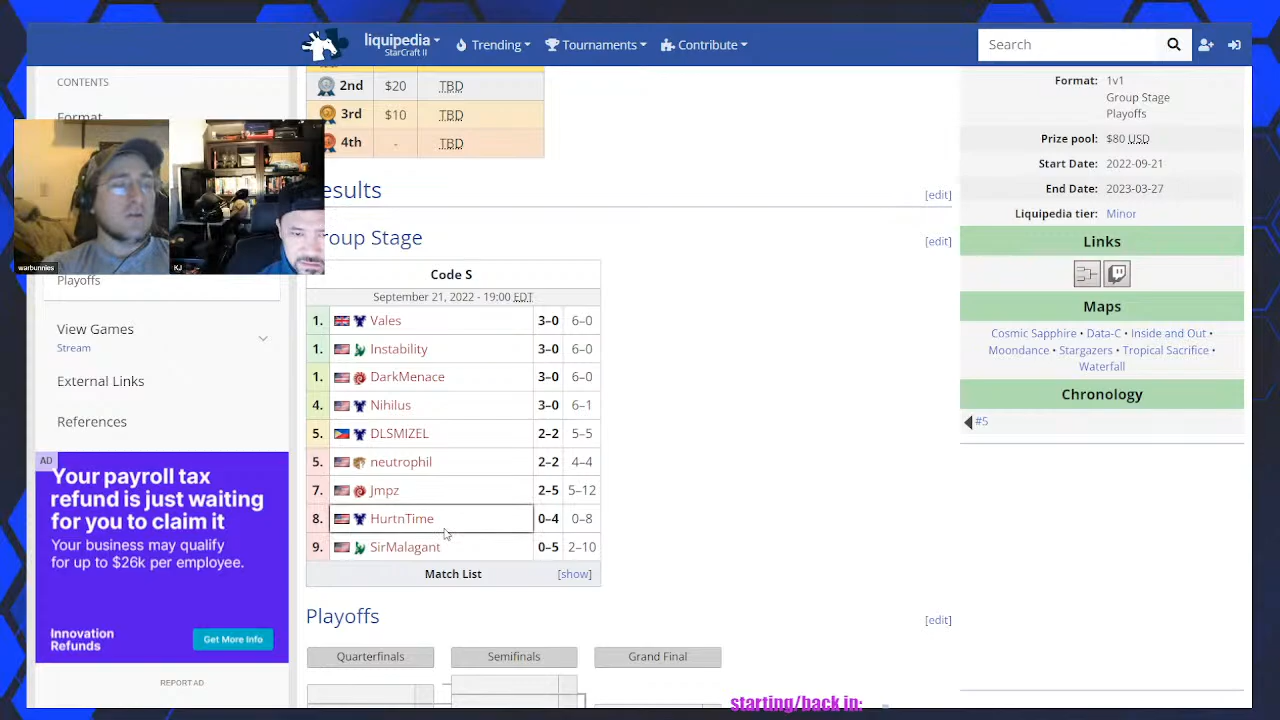 liquipedia
StarCraft II
Trending
Tournaments
Contribute
Search
CONTENTS
Format
warbunnies
KJ
Playoffs
View Games
Stream
External Links
References
AD
Your payroll tax
refund is just waiting
for you to claim it
Your business may qualify
for up to $26k per employee.
Innovation
Refunds
Get More Info
REPORT AD
2nd $20 TBD
3rd $10 TBD
4th - TBD
esults
[edit]
roup Stage
[edit]
Code S
September 21, 2022 - 19:00 EDT
1. Vales 3–0 6–0
1. Instability 3–0 6–0
1. DarkMenace 3–0 6–0
4. Nihilus 3–0 6–1
5. DLSMIZEL 2–2 5–5
5. neutrophil 2–2 4–4
7. Jmpz 2–5 5–12
8. HurtnTime 0–4 0–8
9. SirMalagant 0–5 2–10
Match List [show]
Playoffs
[edit]
Quarterfinals Semifinals Grand Final
Format: 1v1
Group Stage
Playoffs
Prize pool: $80 USD
Start Date: 2022-09-21
End Date: 2023-03-27
Liquipedia tier: Minor
Links
Maps
Cosmic Sapphire • Data-C • Inside and Out •
Moondance • Stargazers • Tropical Sacrifice •
Waterfall
Chronology
#5
starting/back in: